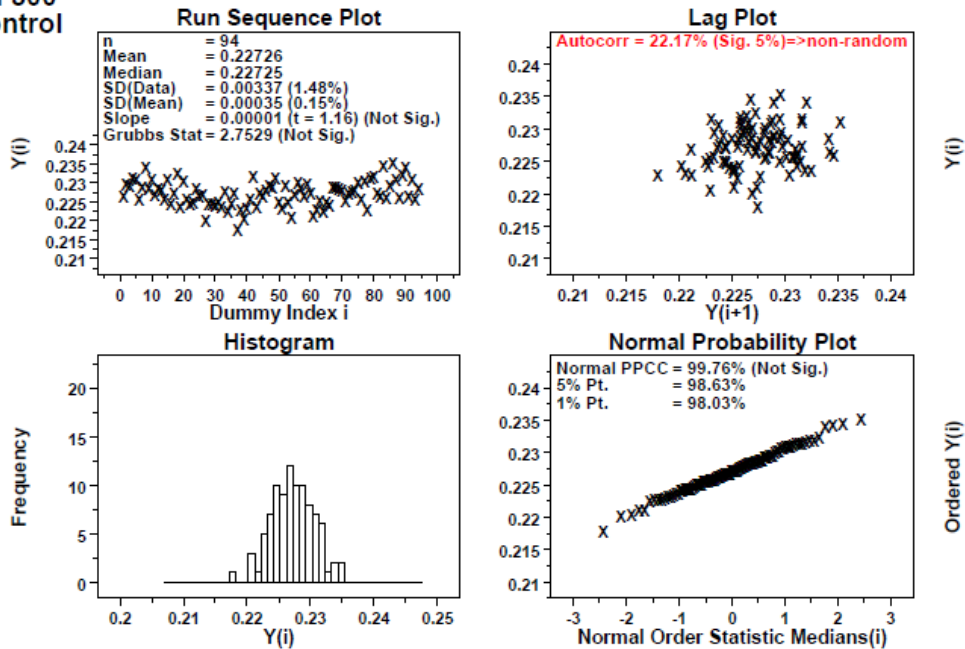 ntrol
Run Sequence Plot
n = 94
Mean = 0.22726
Median = 0.22725
SD(Data) = 0.00337 (1.48%)
SD(Mean) = 0.00035 (0.15%)
Slope = 0.00001 (t = 1.16) (Not Sig.)
Grubbs Stat = 2.7529 (Not Sig.)
Y(i)
0.24
0.235
0.23
0.225
0.22
0.215
0.21
0 10 20 30 40 50 60 70 80 90 100
Dummy Index i
Lag Plot
Autocorr = 22.17% (Sig. 5%)=>non-random
0.24
0.235
0.23
0.225
0.22
0.215
0.21
Y(i)
0.21 0.215 0.22 0.225 0.23 0.235 0.24
Y(i+1)
Histogram
Frequency
20
15
10
5
0
0.2 0.21 0.22 0.23 0.24 0.25
Y(i)
Normal Probability Plot
Normal PPCC = 99.76% (Not Sig.)
5% Pt. = 98.63%
1% Pt. = 98.03%
0.24
0.235
0.23
0.225
0.22
0.215
0.21
Ordered Y(i)
-3 -2 -1 0 1 2 3
Normal Order Statistic Medians(i)